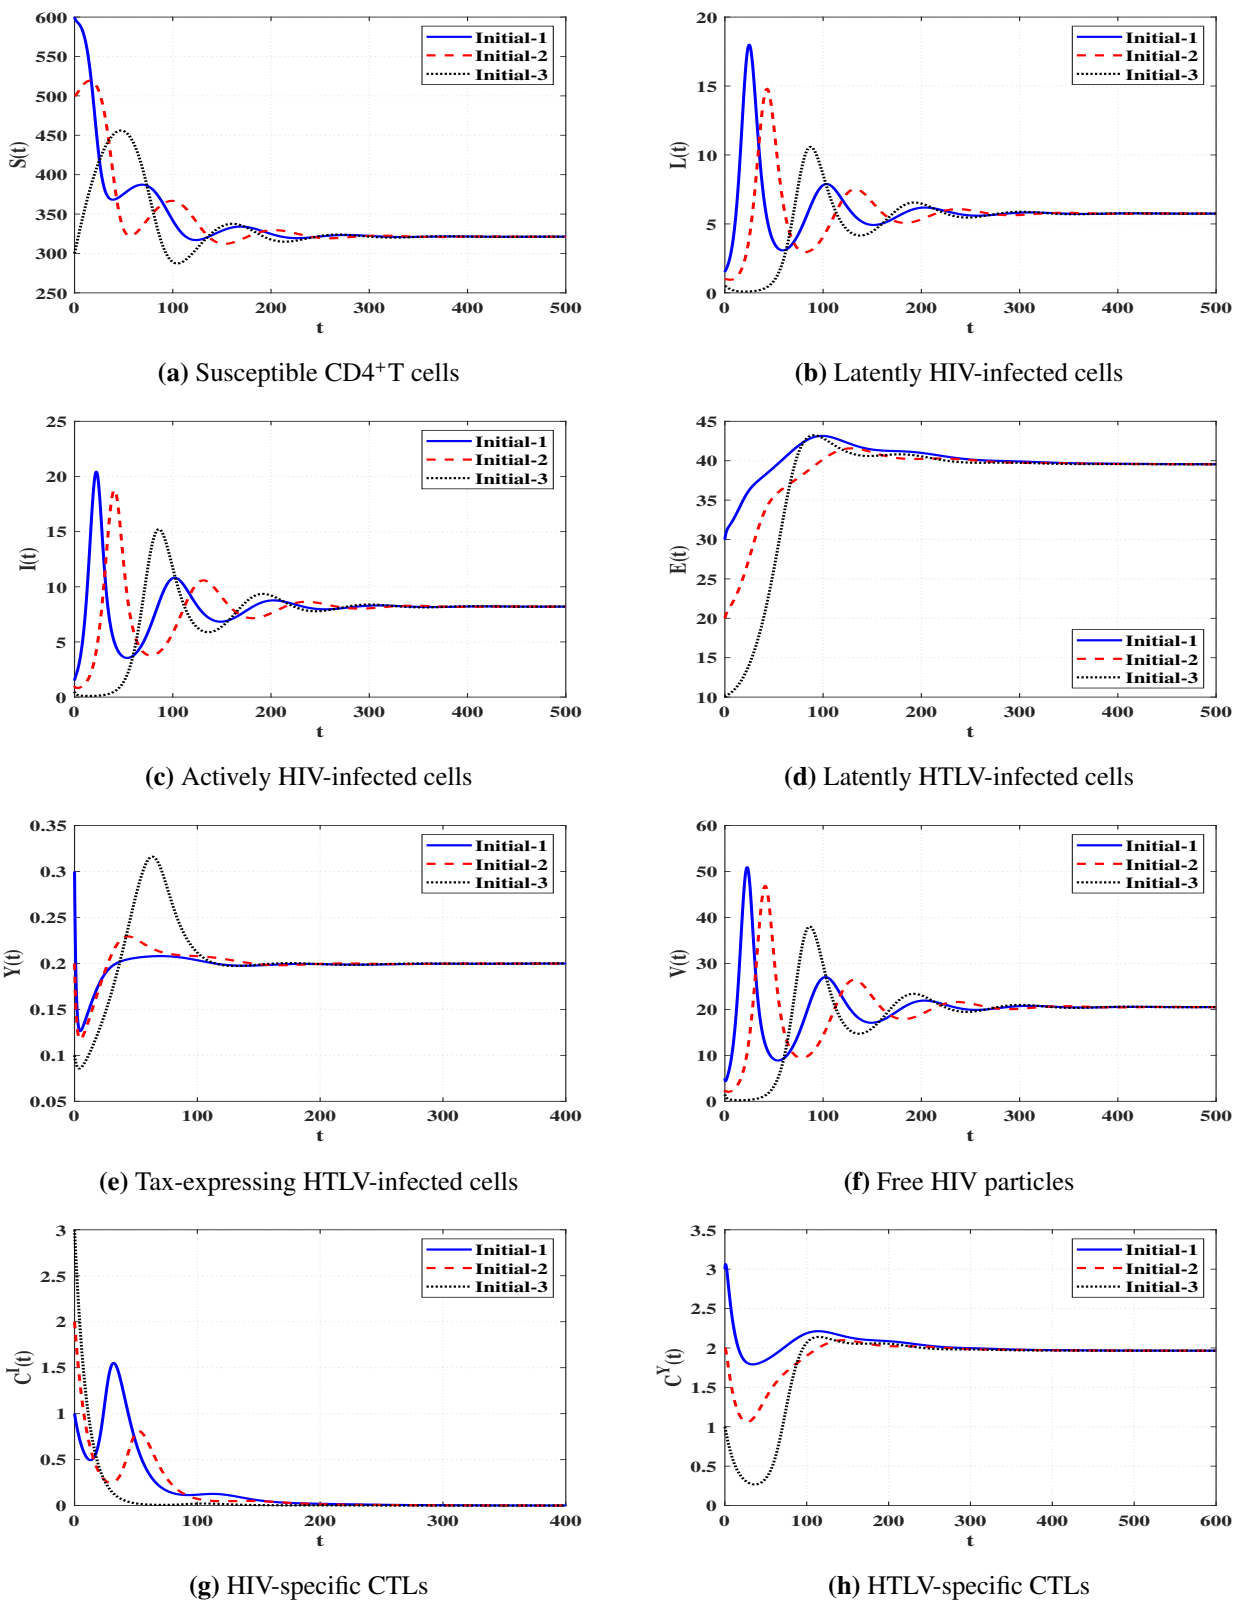 600
550
500
450
400
350
300
250
S(t)
0 100 200 300 400 500
t
Initial-1
Initial-2
Initial-3
(a) Susceptible CD4⁺T cells
20
15
10
5
0
L(t)
0 100 200 300 400 500
t
Initial-1
Initial-2
Initial-3
(b) Latently HIV-infected cells
25
20
15
10
5
0
I(t)
0 100 200 300 400 500
t
Initial-1
Initial-2
Initial-3
(c) Actively HIV-infected cells
45
40
35
30
25
20
15
10
E(t)
0 100 200 300 400 500
t
Initial-1
Initial-2
Initial-3
(d) Latently HTLV-infected cells
0.35
0.3
0.25
0.2
0.15
0.1
0.05
Y(t)
0 100 200 300 400
t
Initial-1
Initial-2
Initial-3
(e) Tax-expressing HTLV-infected cells
60
50
40
30
20
10
0
V(t)
0 100 200 300 400 500
t
Initial-1
Initial-2
Initial-3
(f) Free HIV particles
3
2.5
2
1.5
1
0.5
0
Cᴵ(t)
0 100 200 300 400
t
Initial-1
Initial-2
Initial-3
(g) HIV-specific CTLs
3.5
3
2.5
2
1.5
1
0.5
0
C^Y(t)
0 100 200 300 400 500 600
t
Initial-1
Initial-2
Initial-3
(h) HTLV-specific CTLs